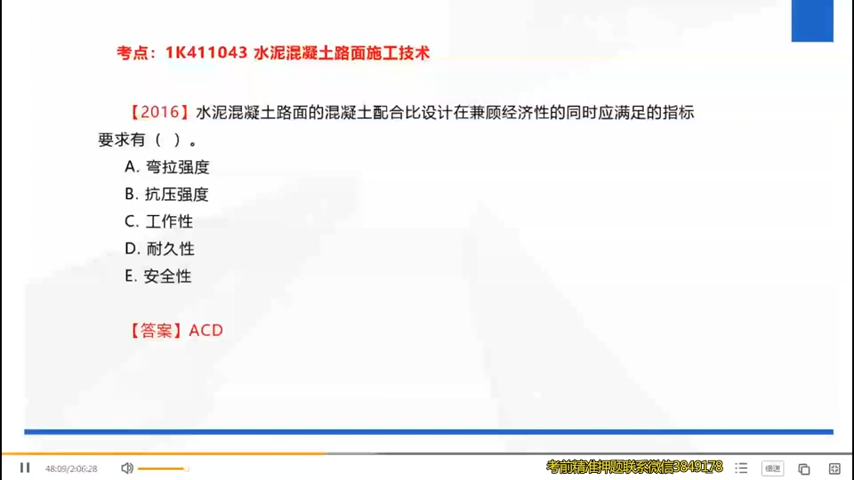 考点：1K411043 水泥混凝土路面施工技术
【2016】水泥混凝土路面的混凝土配合比设计在兼顾经济性的同时应满足的指标
要求有（ ）。
A. 弯拉强度
B. 抗压强度
C. 工作性
D. 耐久性
E. 安全性
【答案】ACD
48:09/2:06:28
考前精准押题联系微信3849178
倍速